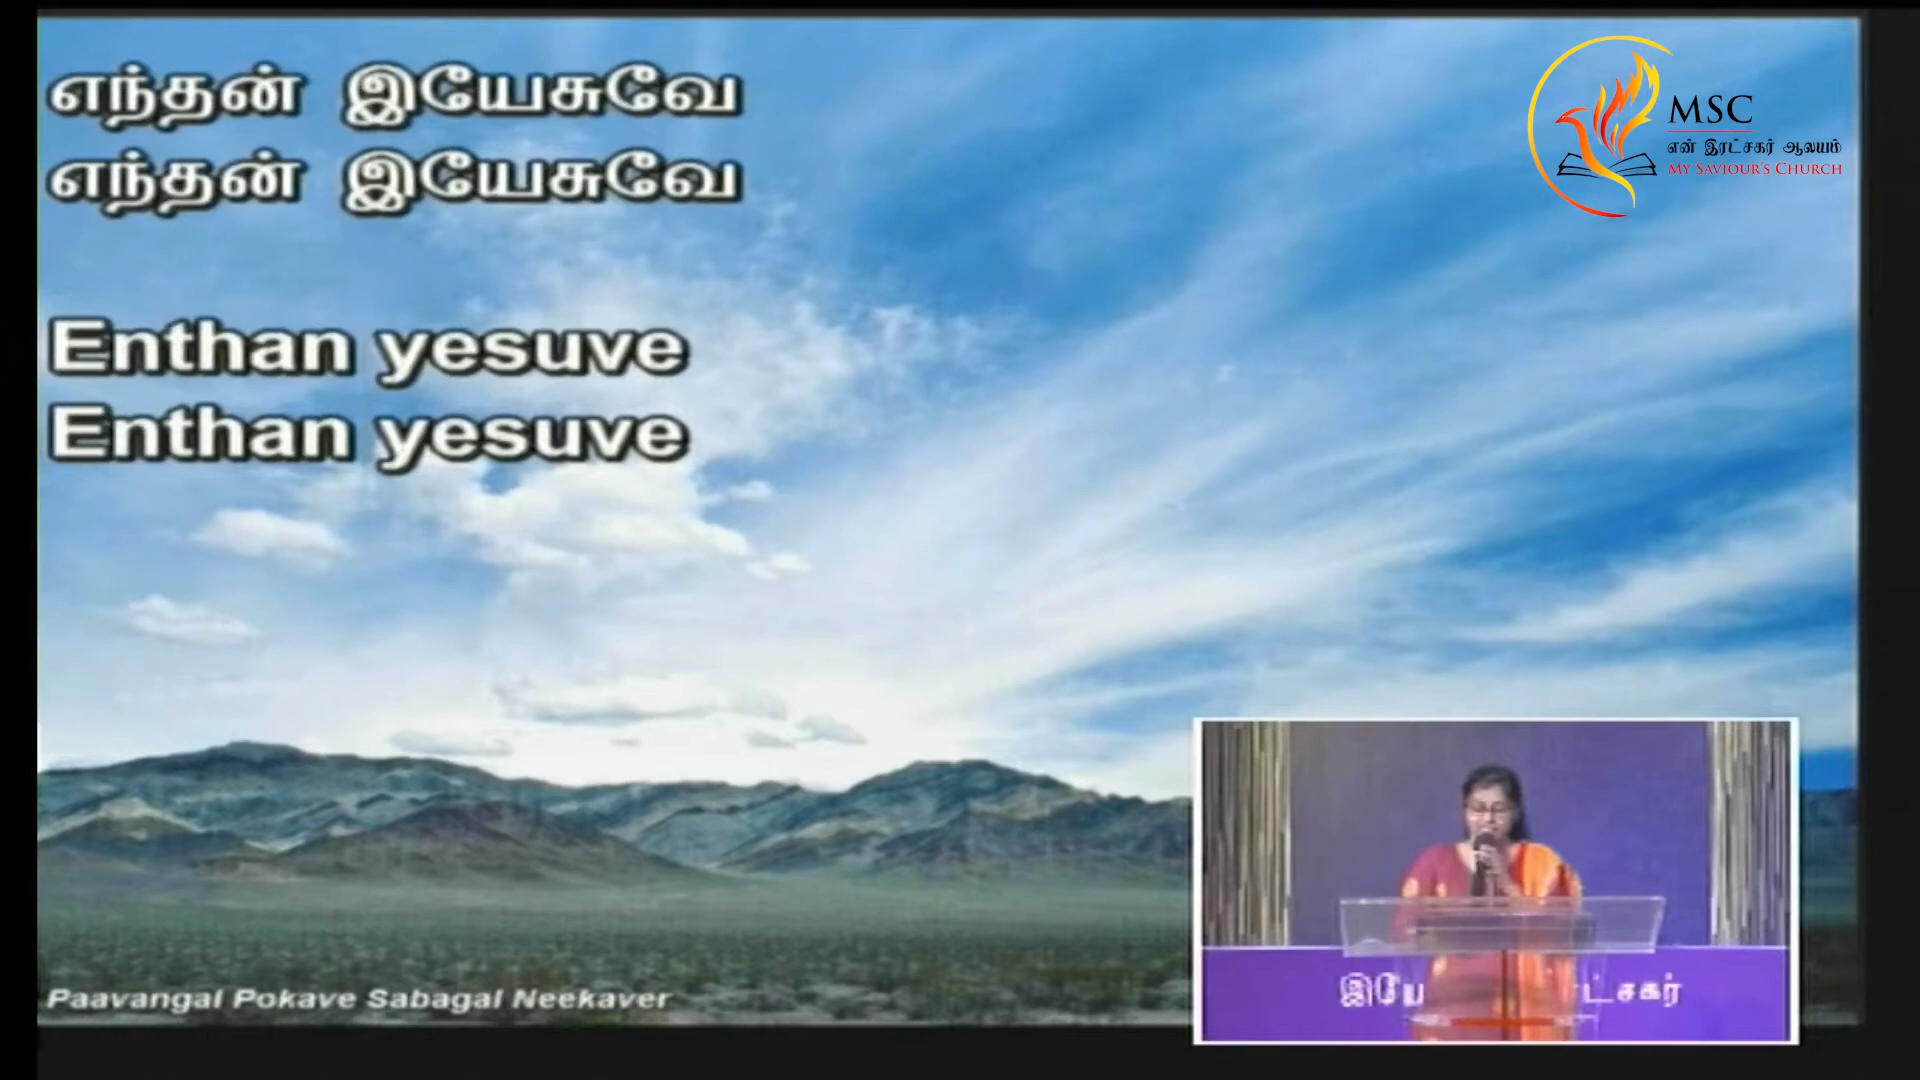 எந்தன் இயேசுவே
எந்தன் இயேசுவே
Enthan yesuve
Enthan yesuve
Paavangal Pokave Sabagal Neekaver
MSC
என் இரட்சகர் ஆலயம்
MY SAVIOUR'S CHURCH